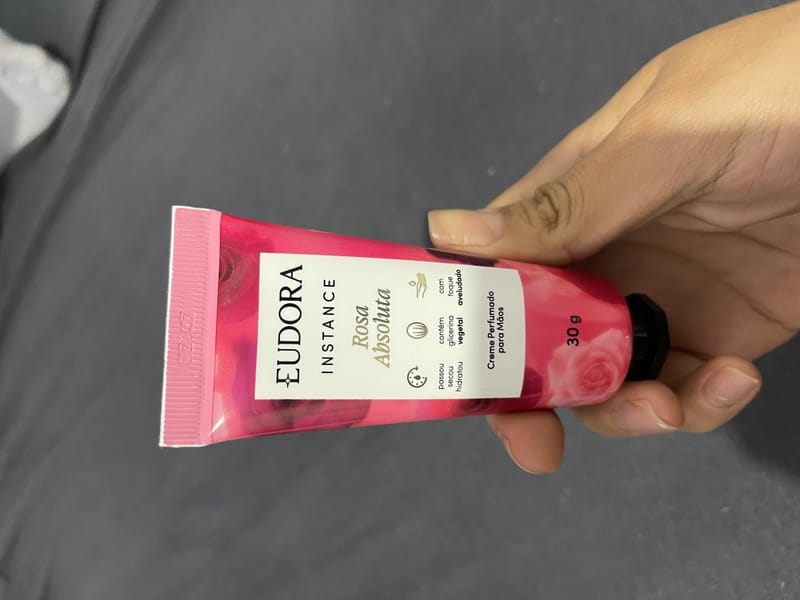 EUDORA
INSTANCE
Rosa
Absoluta
passou
secou
hidratou
contém
glicerina
vegetal
com
toque
aveludado
Creme Perfumado
para Mãos
30 g